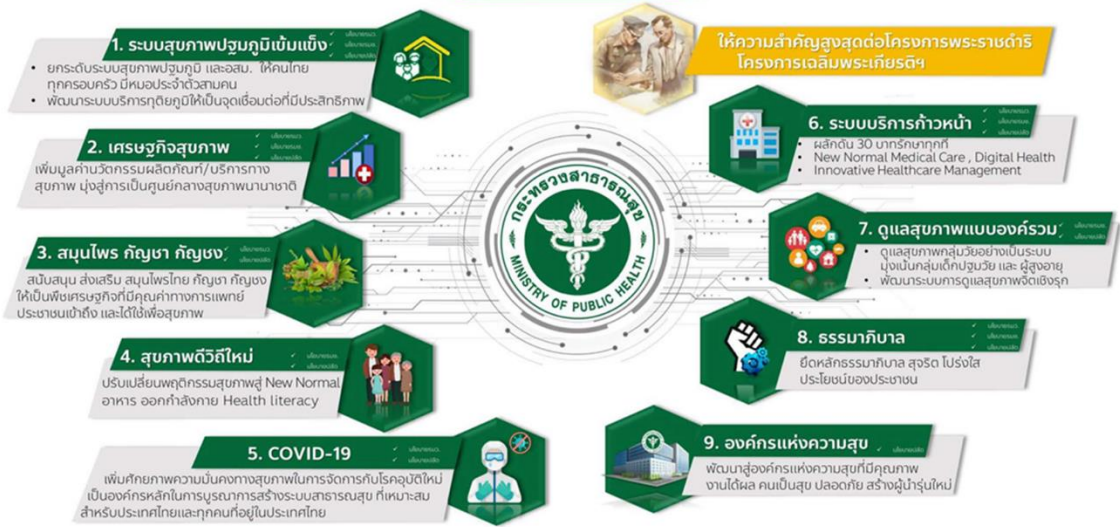 1. ระบบสุขภาพปฐมภูมิเข้มแข็ง
• ยกระดับระบบสุขภาพปฐมภูมิ และอสม. ให้คนไทย
ทุกครอบครัว มีหมอประจำตัวสามคน
• พัฒนาระบบบริการทุติยภูมิให้เป็นจุดเชื่อมต่อที่มีประสิทธิภาพ
2. เศรษฐกิจสุขภาพ
เพิ่มมูลค่านวัตกรรมผลิตภัณฑ์/บริการทาง
สุขภาพ มุ่งสู่การเป็นศูนย์กลางสุขภาพนานาชาติ
3. สมุนไพร กัญชา กัญชง
สนับสนุน ส่งเสริม สมุนไพรไทย กัญชา กัญชง
ให้เป็นพืชเศรษฐกิจที่มีคุณค่าทางการแพทย์
ประชาชนเข้าถึง และได้ใช้เพื่อสุขภาพ
4. สุขภาพดีวิถีใหม่
ปรับเปลี่ยนพฤติกรรมสุขภาพสู่ New Normal
อาหาร ออกกำลังกาย Health literacy
5. COVID-19
เพิ่มศักยภาพความมั่นคงทางสุขภาพในการจัดการกับโรคอุบัติใหม่
เป็นองค์กรหลักในการบูรณาการสร้างระบบสาธารณสุข ที่เหมาะสม
สำหรับประเทศไทยและทุกคนที่อยู่ในประเทศไทย
กระทรวงสาธารณสุข
MINISTRY OF PUBLIC HEALTH
ให้ความสำคัญสูงสุดต่อโครงการพระราชดำริ
โครงการเฉลิมพระเกียรติฯ
6. ระบบบริการก้าวหน้า
• ผลักดัน 30 บาทรักษาทุกที่
• New Normal Medical Care , Digital Health
• Innovative Healthcare Management
7. ดูแลสุขภาพแบบองค์รวม
• ดูแลสุขภาพกลุ่มวัยอย่างเป็นระบบ
มุ่งเน้นกลุ่มเด็กปฐมวัย และ ผู้สูงอายุ
• พัฒนาระบบการดูแลสุขภาพจิตเชิงรุก
8. ธรรมาภิบาล
ยึดหลักธรรมาภิบาล สุจริต โปร่งใส
ประโยชน์ของประชาชน
9. องค์กรแห่งความสุข
พัฒนาสู่องค์กรแห่งความสุขที่มีคุณภาพ
งานได้ผล คนเป็นสุข ปลอดภัย สร้างผู้นำรุ่นใหม่